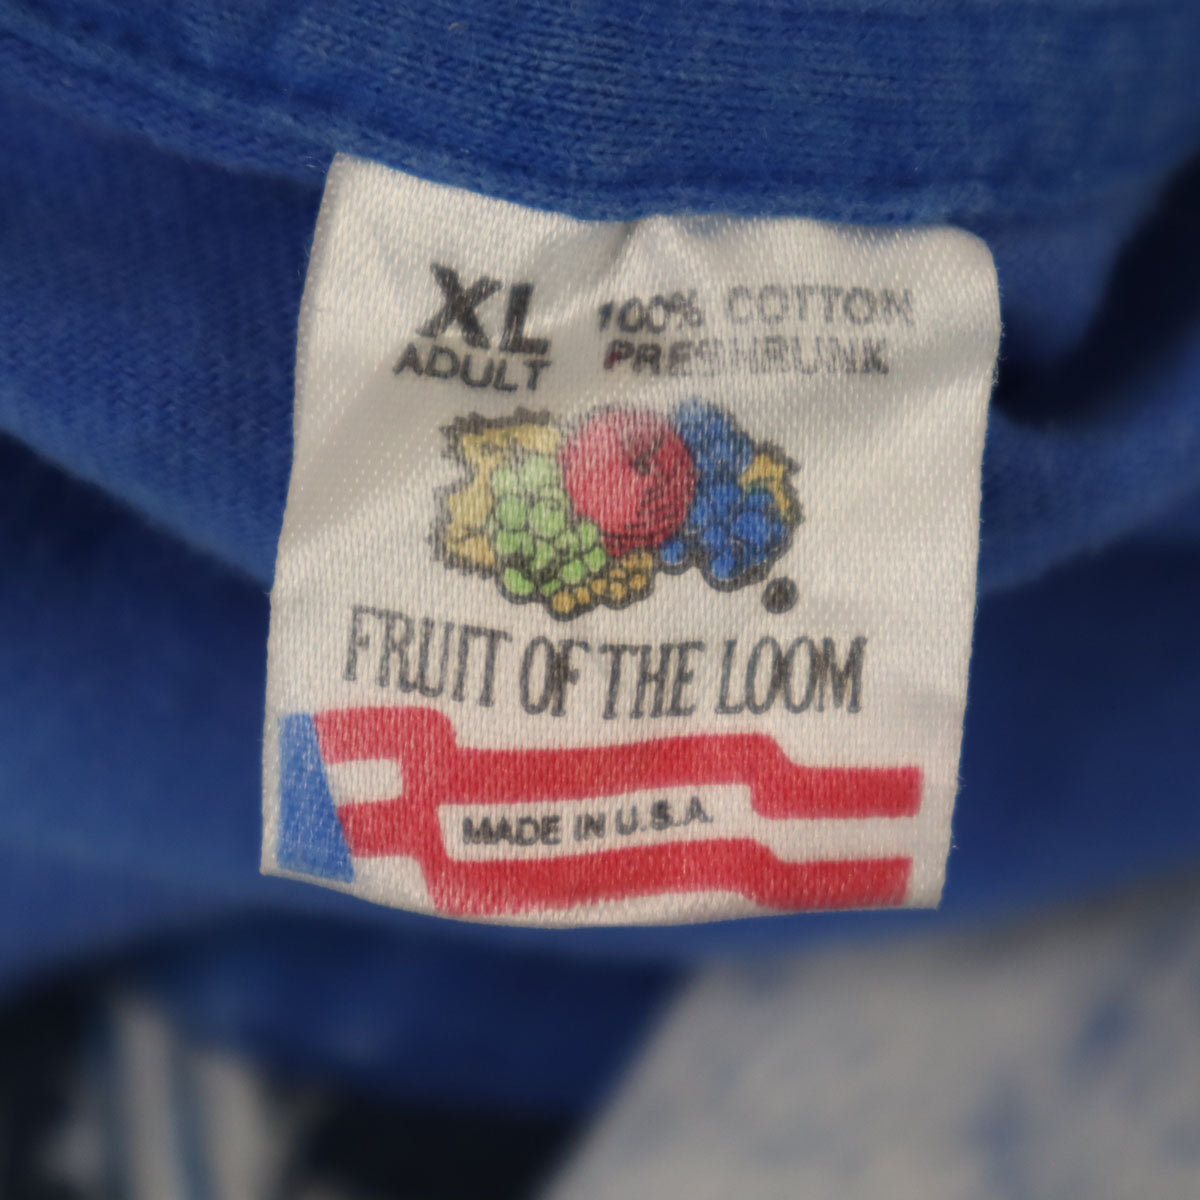 XL
ADULT
100% COTTON
PRESHRUNK
FRUIT OF THE LOOM
MADE IN U.S.A.